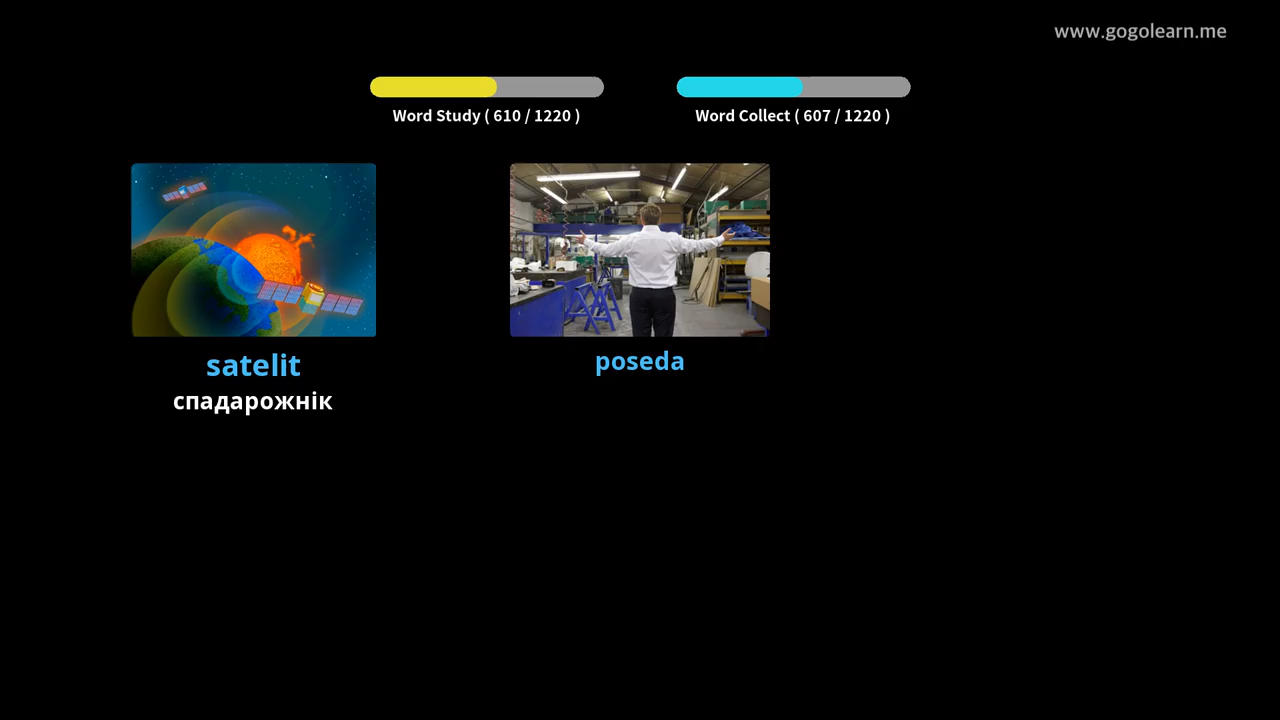 www.gogolearn.me
Word Study ( 610 / 1220 )
Word Collect ( 607 / 1220 )
satelit
спадарожнік
poseda